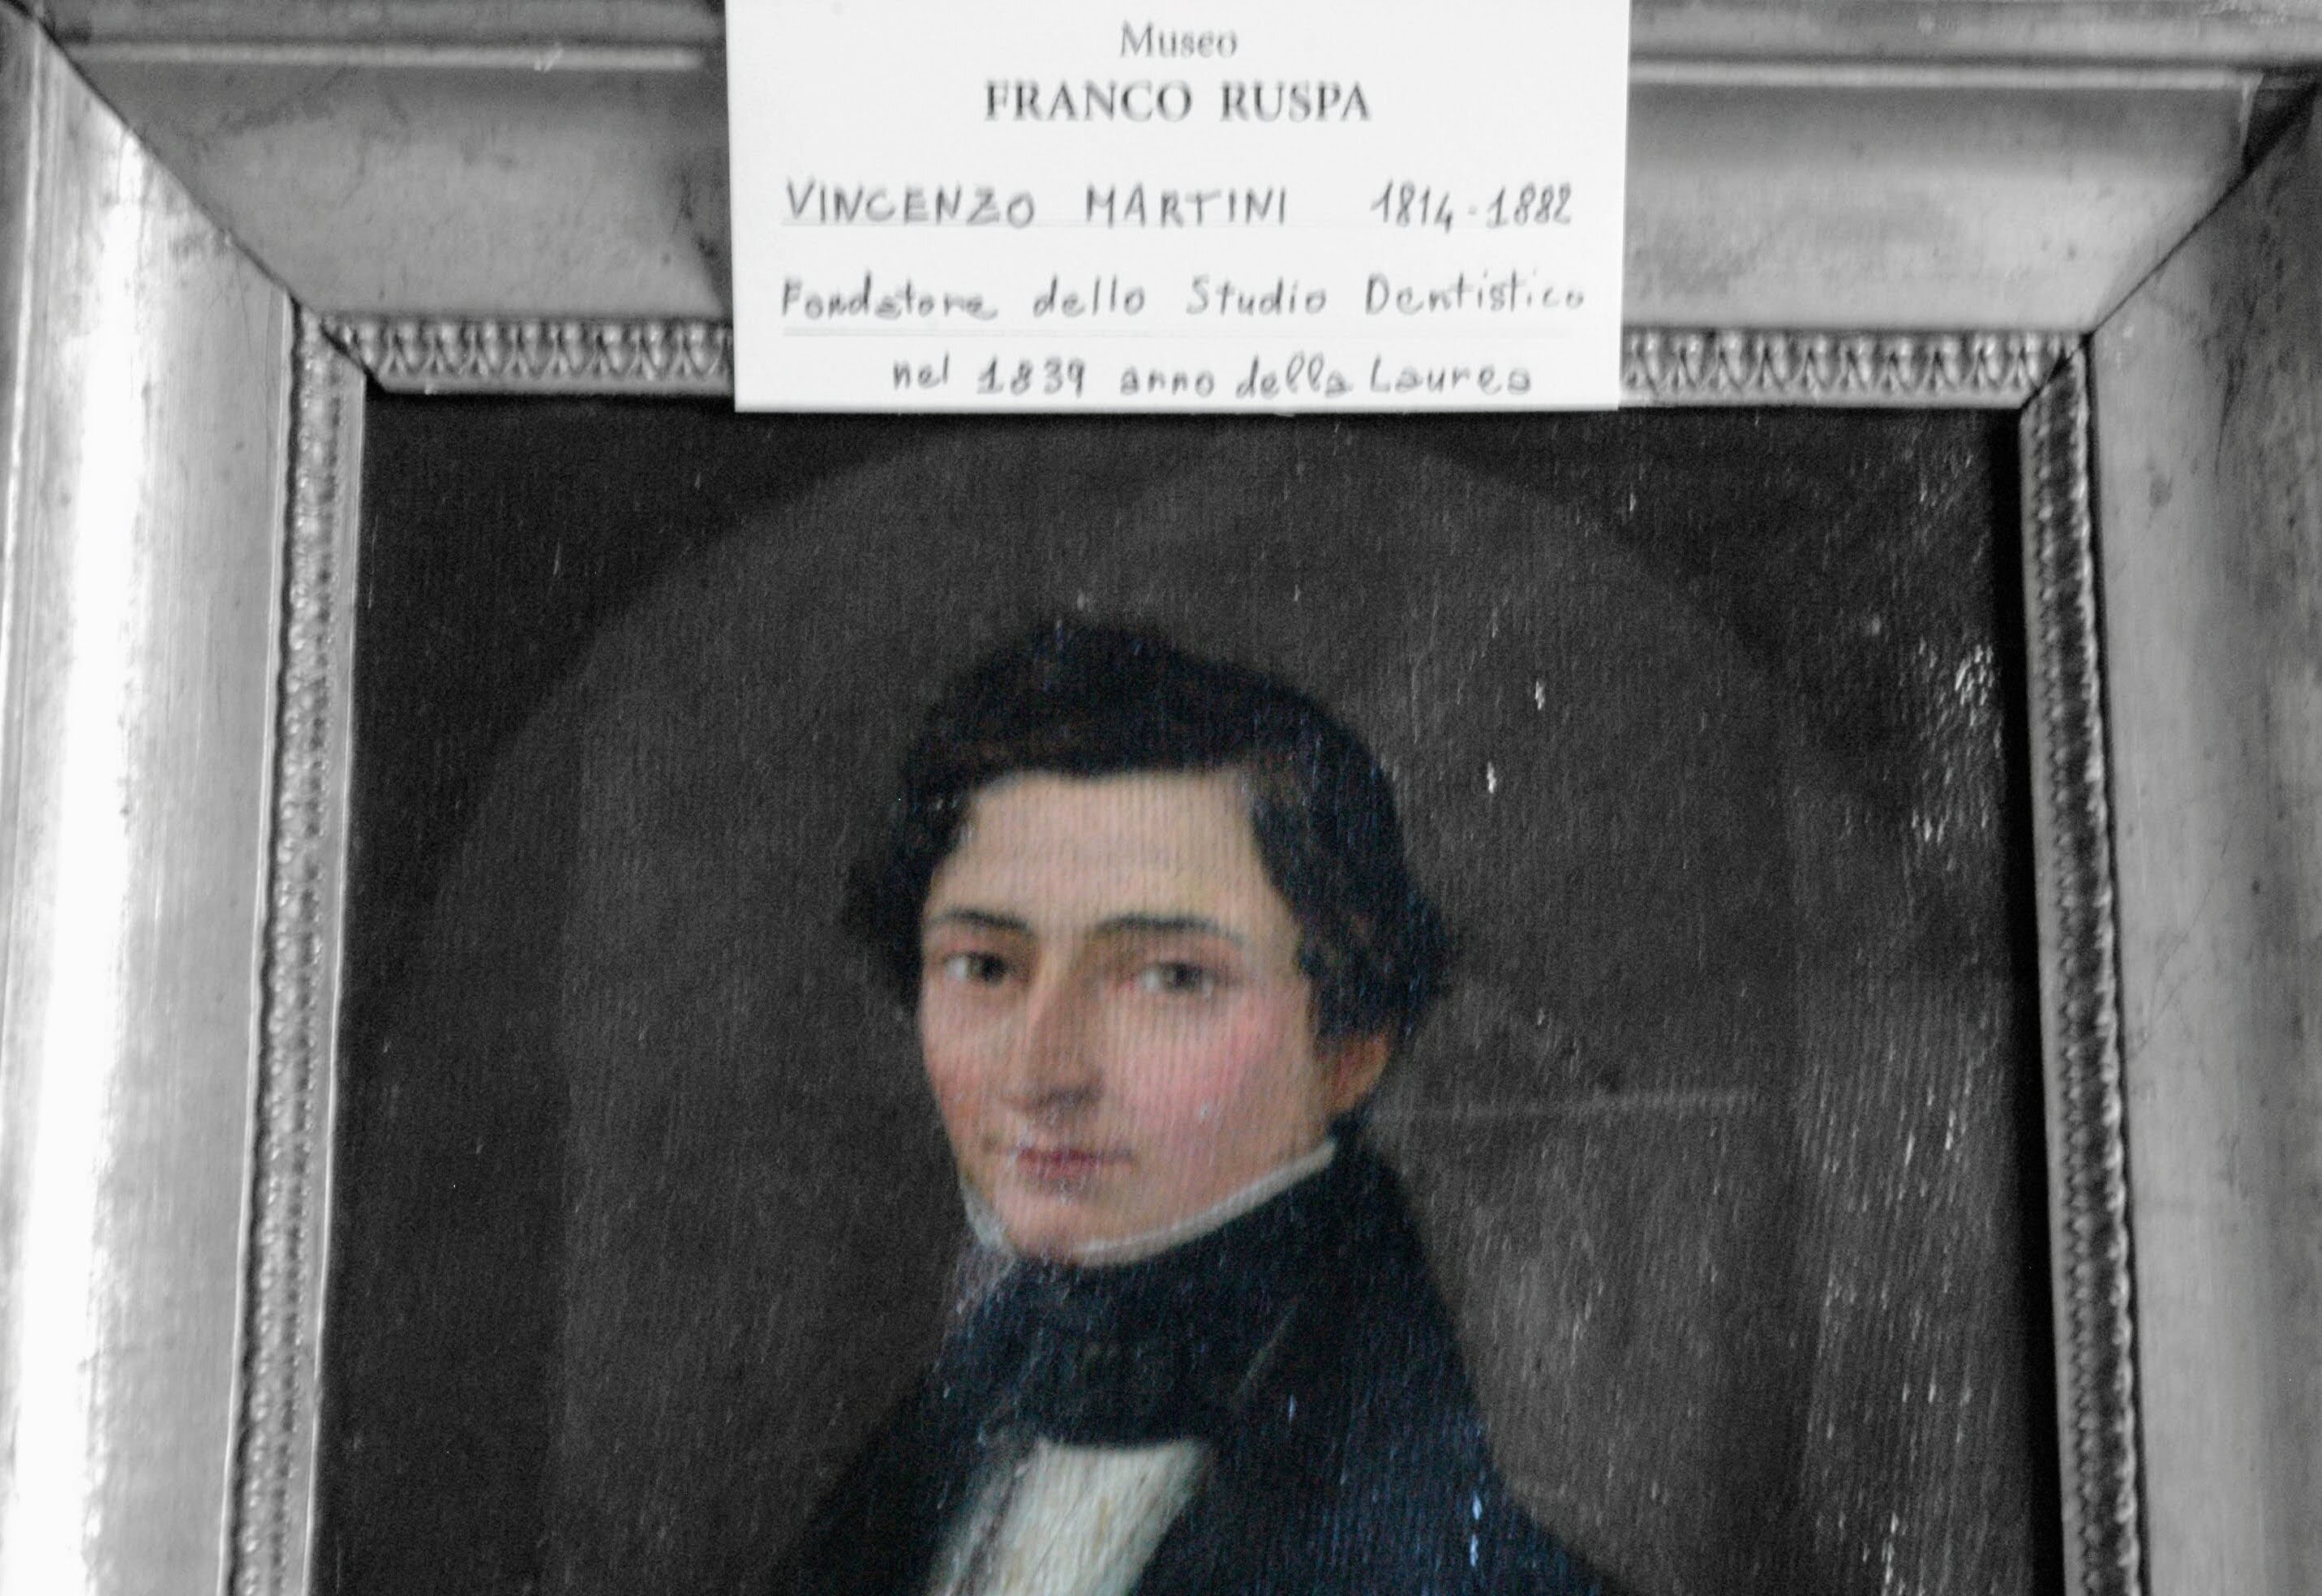 Museo
FRANCO RUSPA
VINCENZO MARTINI 1814-1882
Fondatore dello Studio Dentistico
nel 1839 anno della Laurea